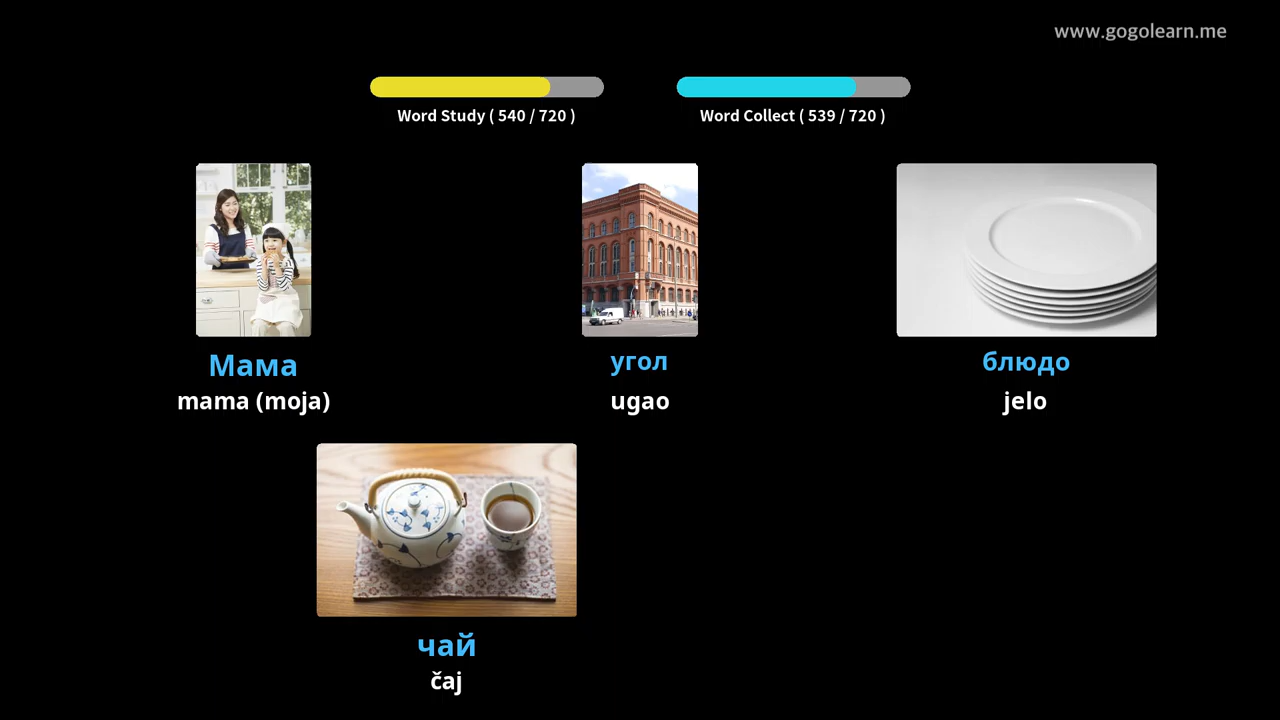 www.gogolearn.me
Word Study ( 540 / 720 )
Word Collect ( 539 / 720 )
Мама
mama (moja)
угол
ugao
блюдо
jelo
чай
čaj